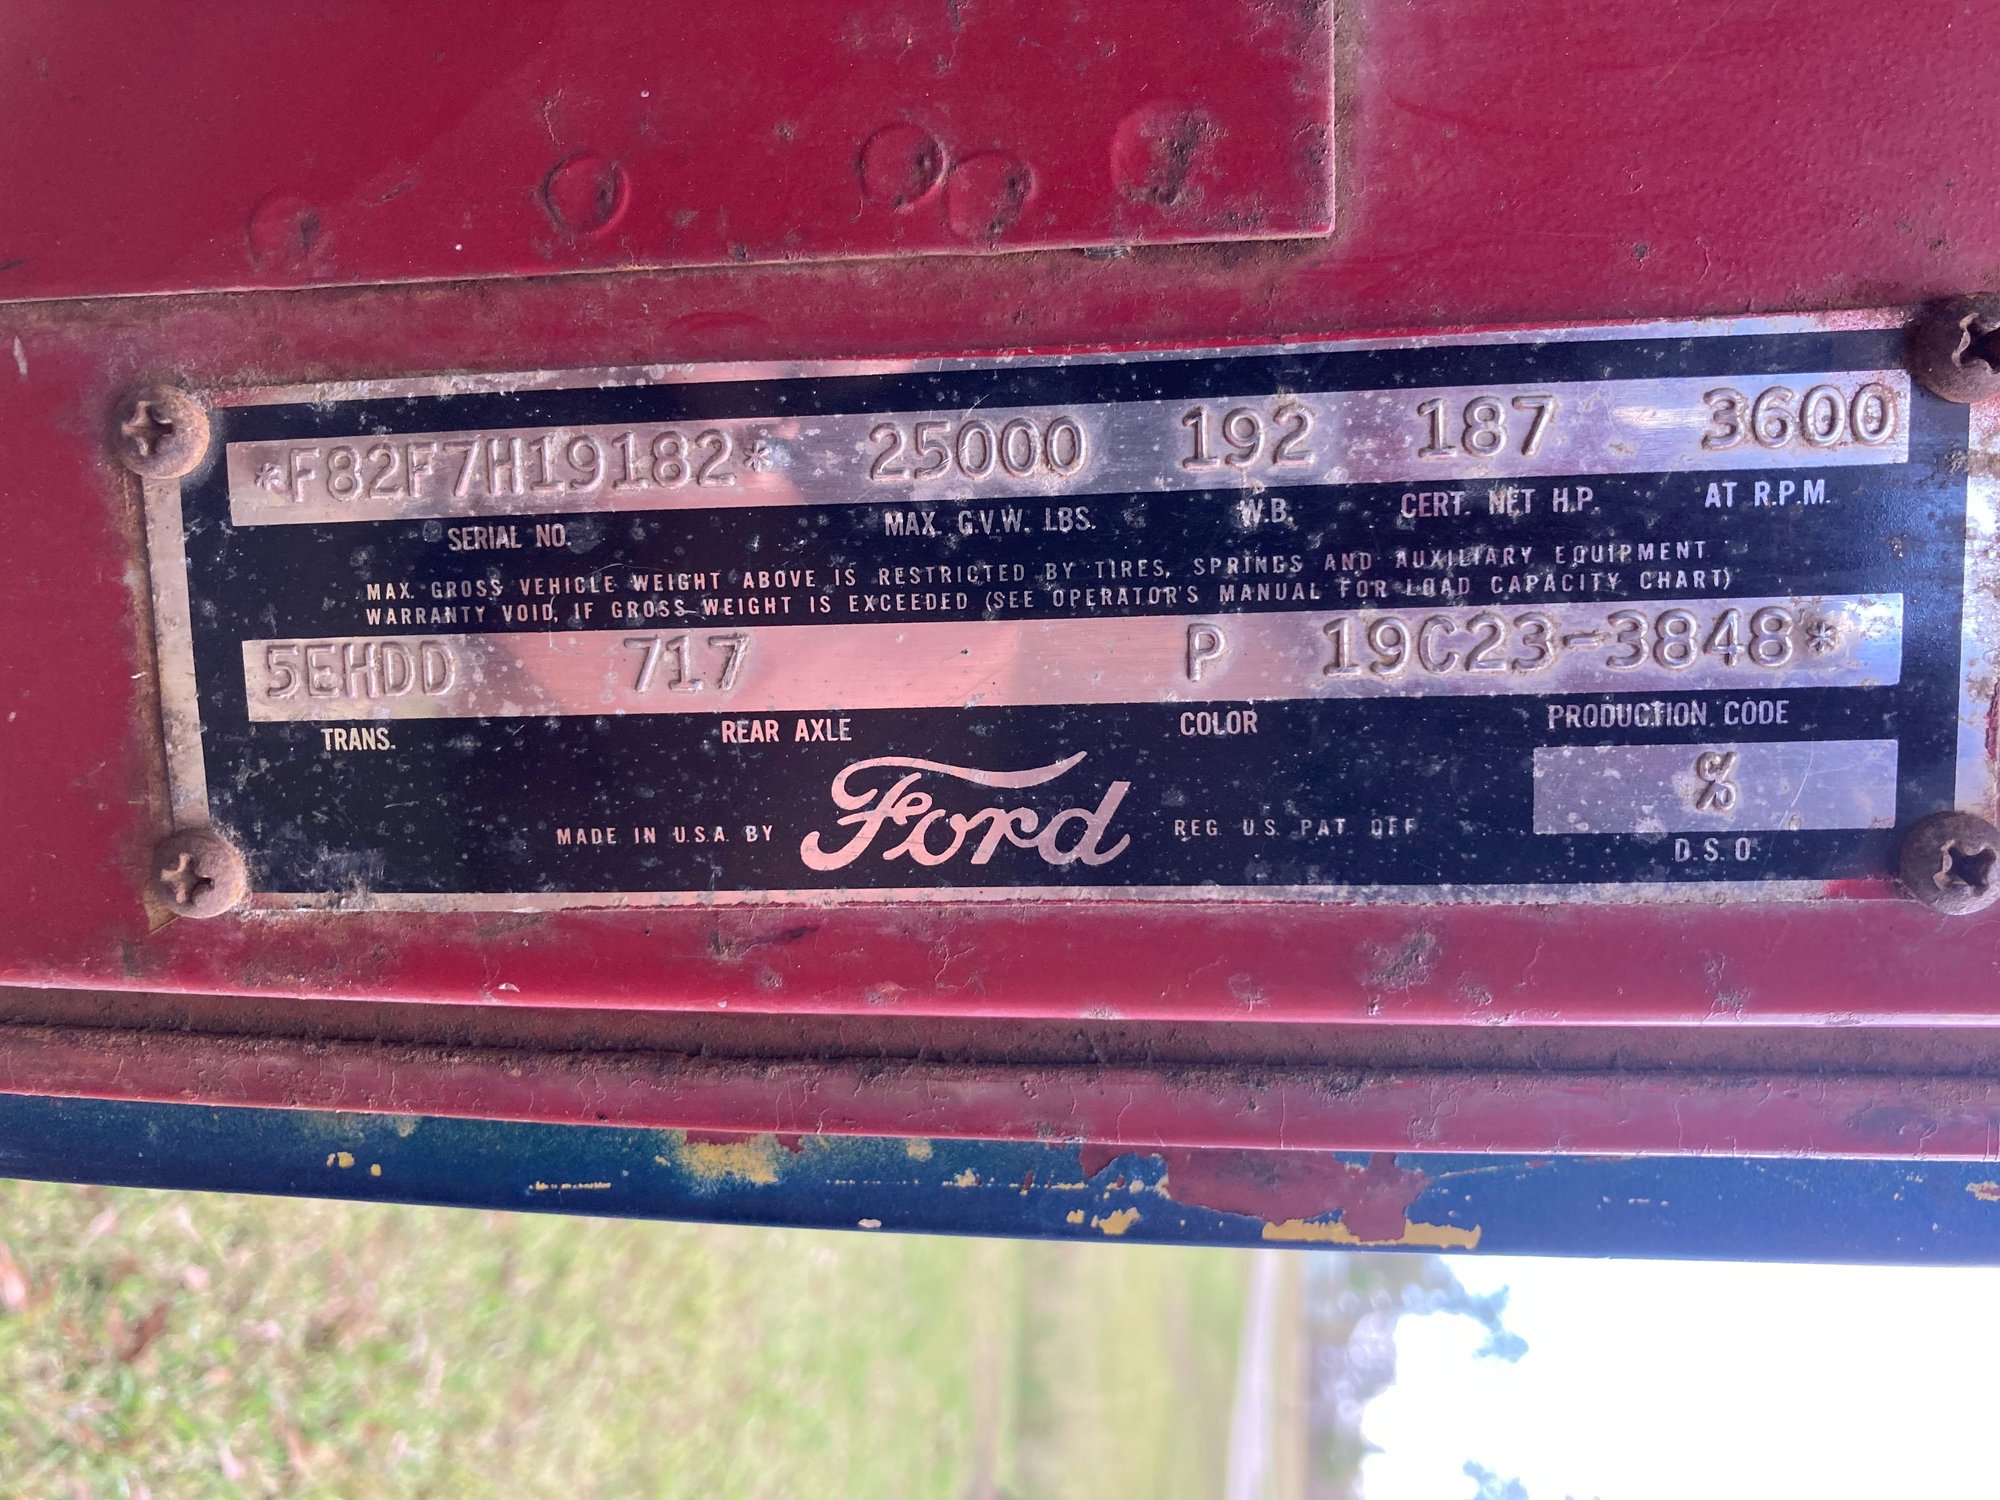 *F82F7H19182* 25000 192 187 3600
SERIAL NO. MAX. G.V.W. LBS. W.B. CERT. NET H.P. AT R.P.M.
MAX. GROSS VEHICLE WEIGHT ABOVE IS RESTRICTED BY TIRES, SPRINGS AND AUXILIARY EQUIPMENT
WARRANTY VOID, IF GROSS WEIGHT IS EXCEEDED (SEE OPERATOR'S MANUAL FOR LOAD CAPACITY CHART)
5EHDD 717 P 19C23-3848*
TRANS. REAR AXLE COLOR PRODUCTION CODE
MADE IN U.S.A. BY Ford REG. U.S. PAT. OFF.
D.S.O.